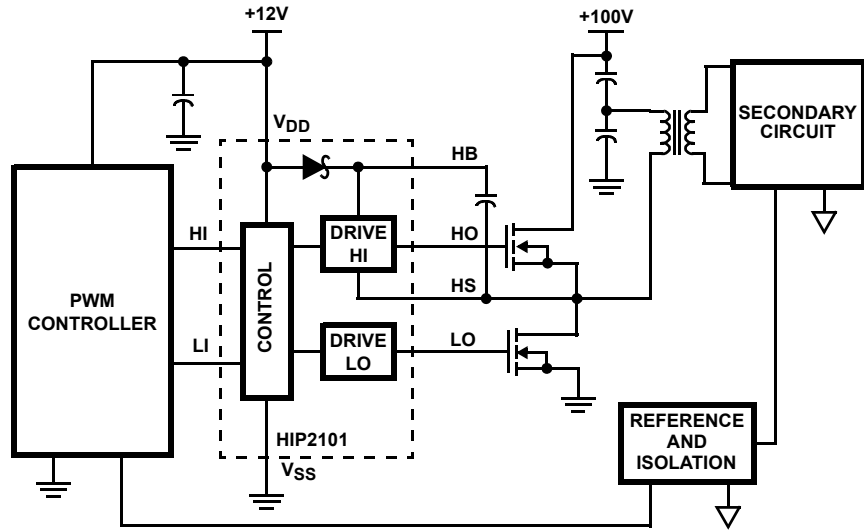 +12V
+100V
SECONDARY
CIRCUIT
VDD
HB
HI
DRIVE
HI
HO
PWM
CONTROLLER
CONTROL
HS
LI
DRIVE
LO
LO
HIP2101
VSS
REFERENCE
AND
ISOLATION